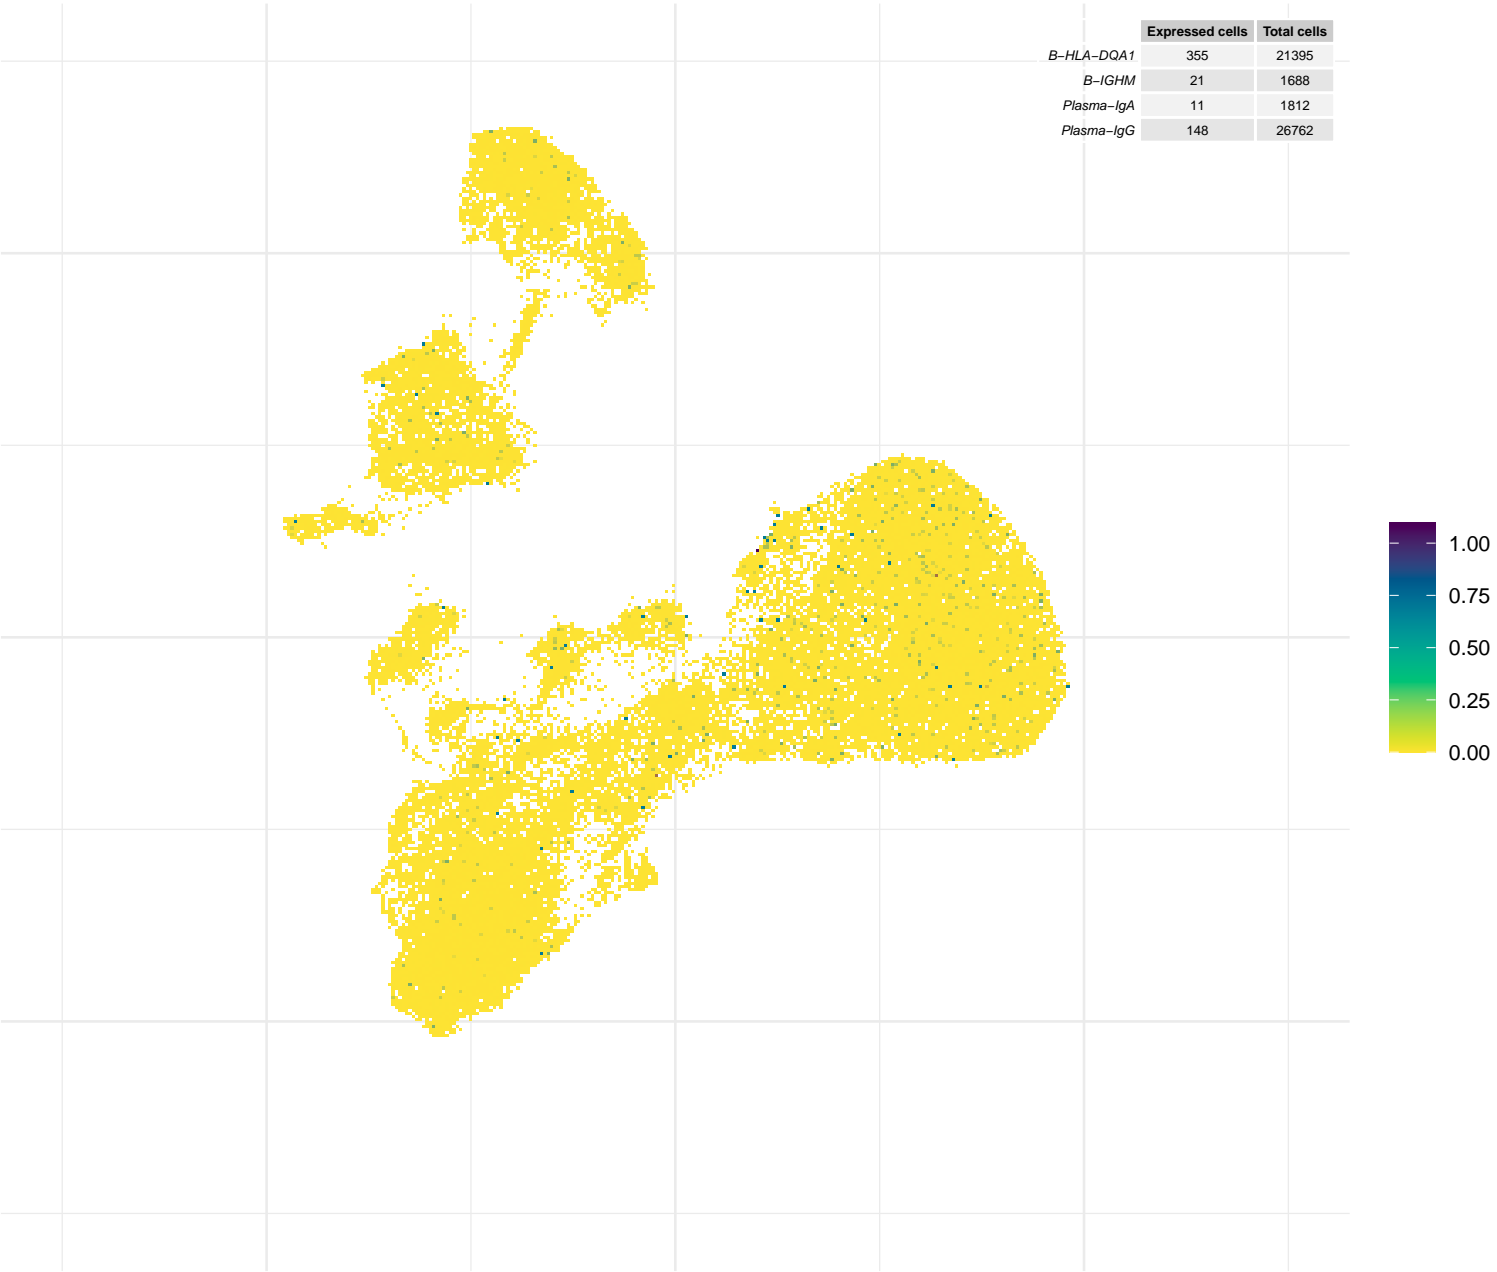 Expressed cells Total cells
B−HLA−DQA1 355 21395
B−IGHM 21 1688
Plasma−IgA 11 1812
Plasma−IgG 148 26762
1.00
0.75
0.50
0.25
0.00